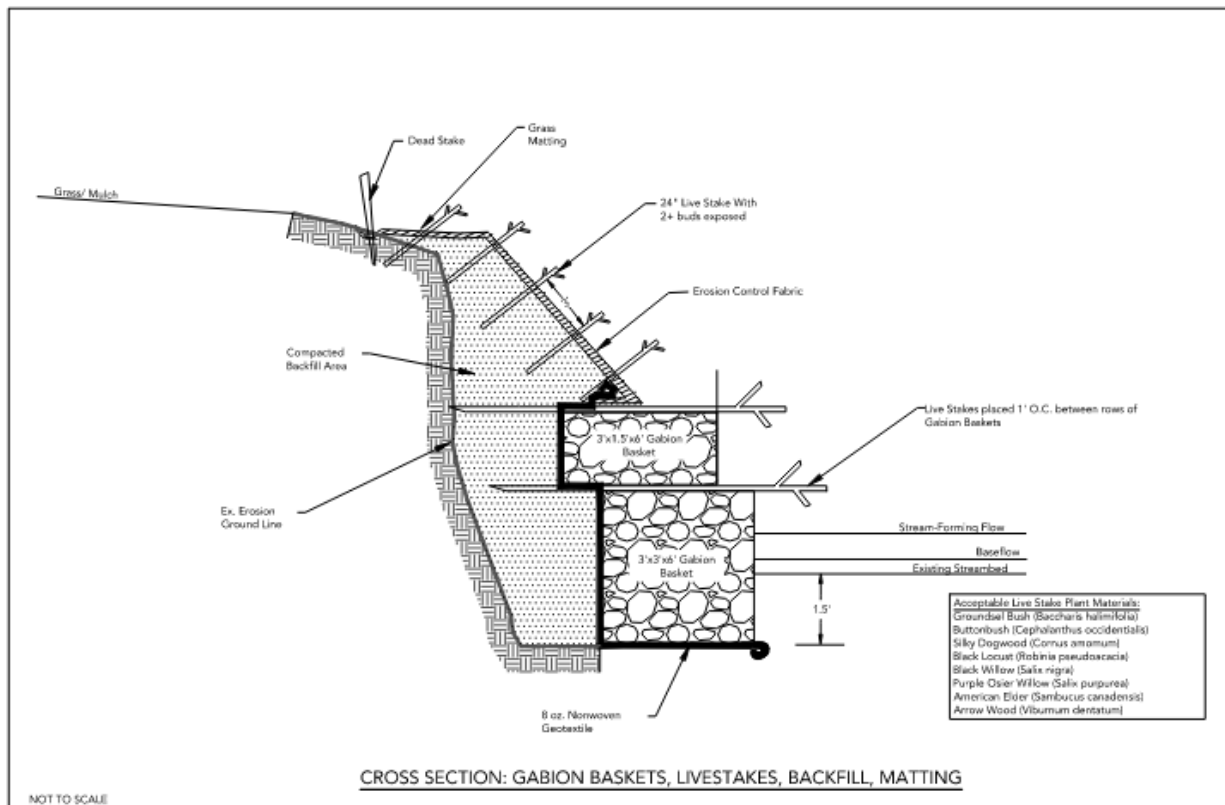 Grass
Matting
Dead Stake
Grass/ Mulch
24" Live Stake With
2+ buds exposed
1'
Erosion Control Fabric
Compacted
Backfill Area
Live Stakes placed 1' O.C. between rows of
Gabion Baskets
3'x1.5'x6' Gabion
Basket
Ex. Erosion
Ground Line
Stream-Forming Flow
3'x3'x6' Gabion
Basket
Baseflow
Existing Streambed
1.5'
Acceptable Live Stake Plant Materials:
Groundsel Bush (Baccharis halimifolia)
Buttonbush (Cephalanthus occidentialis)
Silky Dogwood (Cornus amomum)
Black Locust (Robinia pseudoacacia)
Black Willow (Salix nigra)
Purple Osier Willow (Salix purpurea)
American Elder (Sambucus canadensis)
Arrow Wood (Viburnum dentatum)
8 oz. Nonwoven
Geotextile
CROSS SECTION: GABION BASKETS, LIVESTAKES, BACKFILL, MATTING
NOT TO SCALE